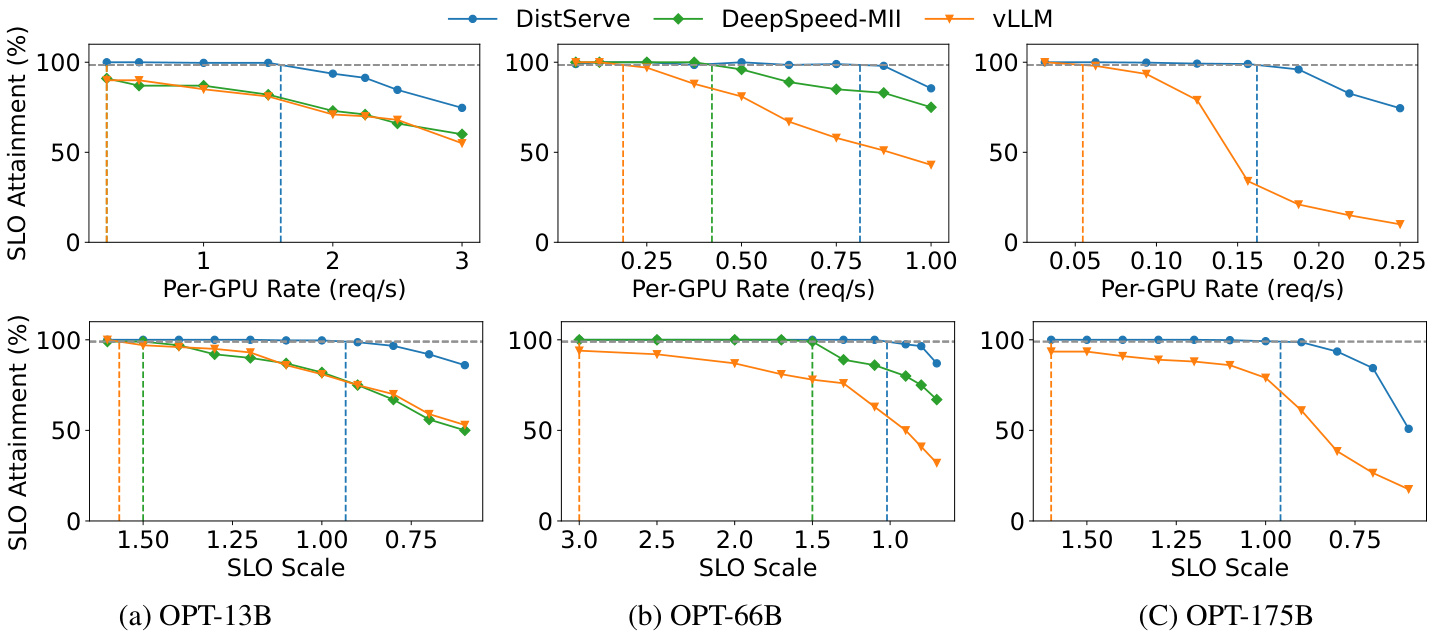 DistServe DeepSpeed-MII vLLM
SLO Attainment (%)
100
50
0
1 2 3
Per-GPU Rate (req/s)
100
50
0
0.25 0.50 0.75 1.00
Per-GPU Rate (req/s)
100
50
0
0.05 0.10 0.15 0.20 0.25
Per-GPU Rate (req/s)
SLO Attainment (%)
100
50
0
1.50 1.25 1.00 0.75
SLO Scale
100
50
0
3.0 2.5 2.0 1.5 1.0
SLO Scale
100
50
0
1.50 1.25 1.00 0.75
SLO Scale
(a) OPT-13B
(b) OPT-66B
(C) OPT-175B